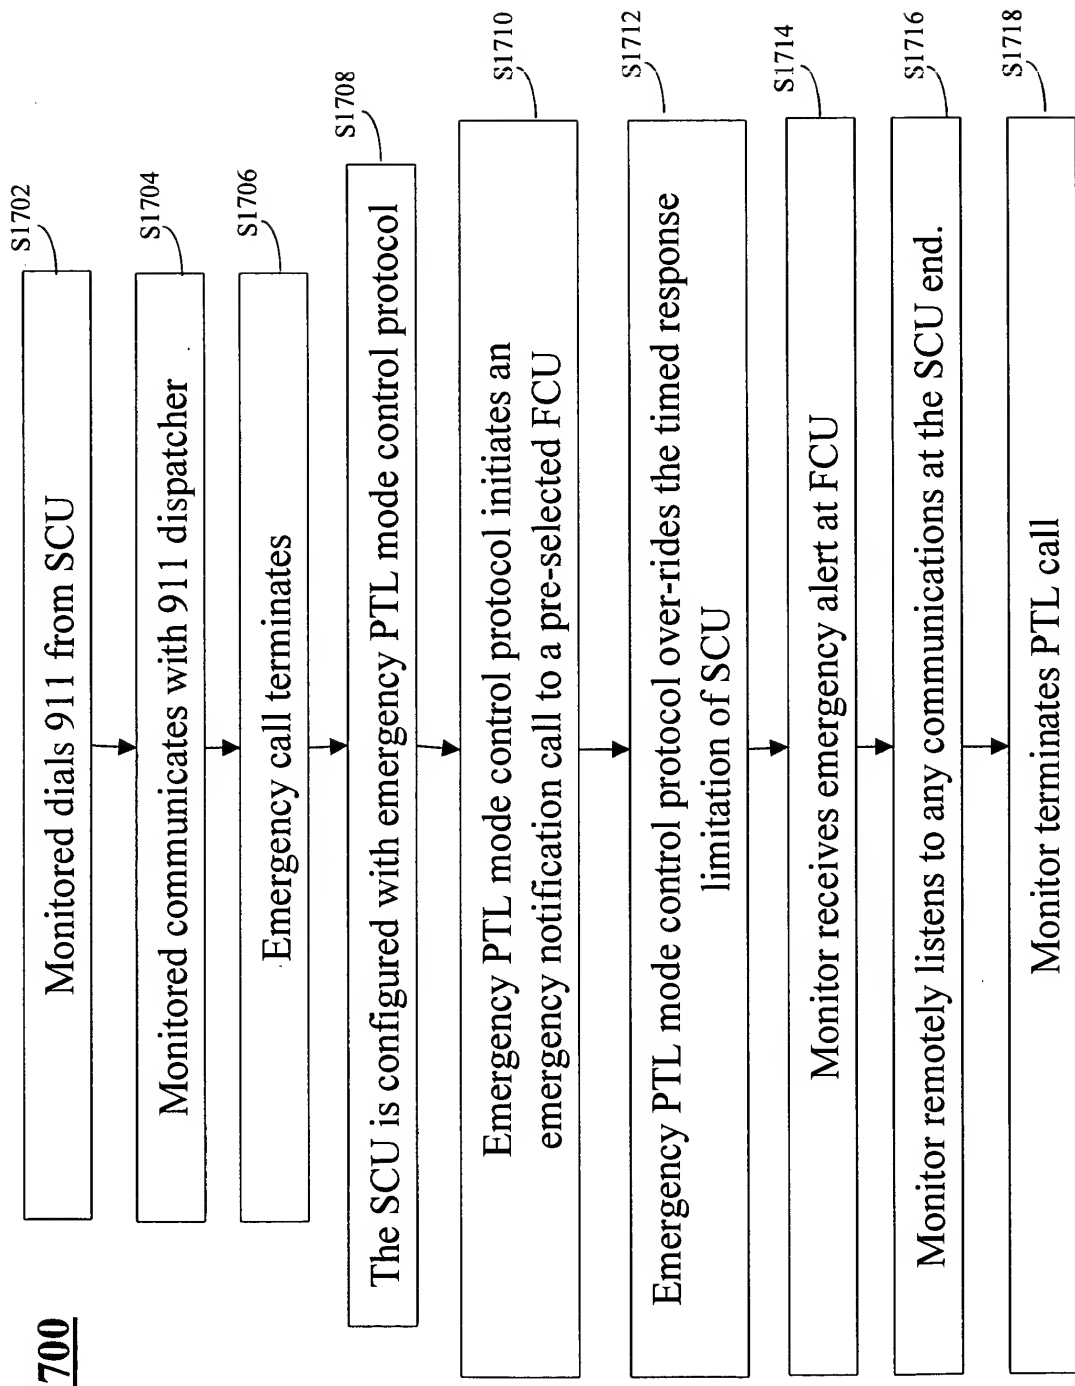 700
S1702
Monitored dials 911 from SCU
S1704
Monitored communicates with 911 dispatcher
S1706
Emergency call terminates
S1708
The SCU is configured with emergency PTL mode control protocol
S1710
Emergency PTL mode control protocol initiates an
emergency notification call to a pre-selected FCU
S1712
Emergency PTL mode control protocol over-rides the timed response
limitation of SCU
S1714
Monitor receives emergency alert at FCU
S1716
Monitor remotely listens to any communications at the SCU end.
S1718
Monitor terminates PTL call